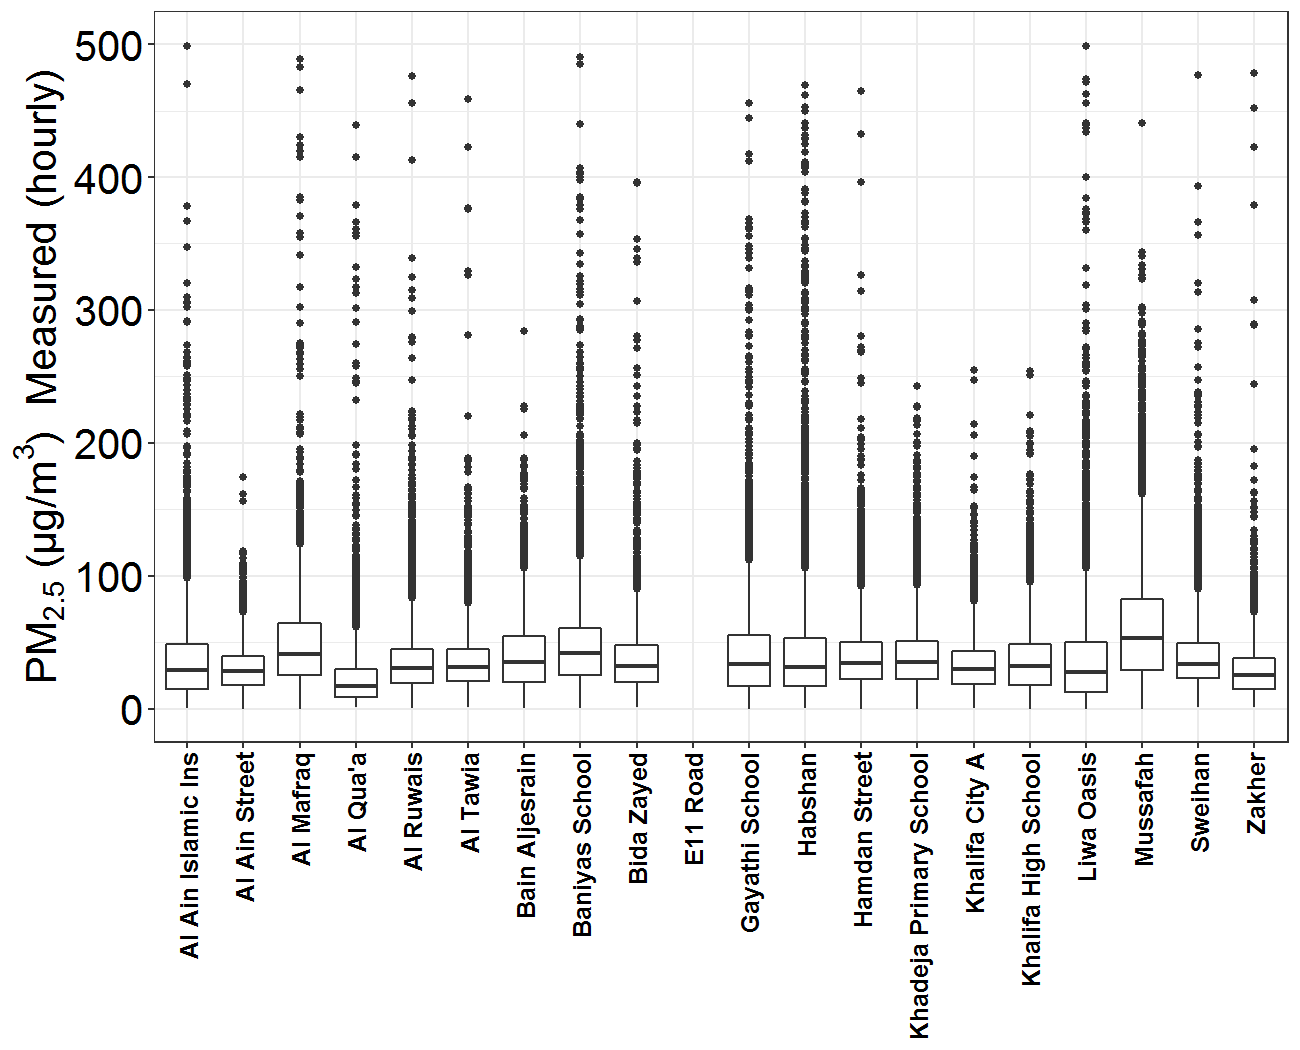 PM2.5 (µg/m3) Measured (hourly)
500
400
300
200
100
0
Al Ain Islamic Ins
Al Ain Street
Al Mafraq
Al Qua'a
Al Ruwais
Al Tawia
Bain Aljesrain
Baniyas School
Bida Zayed
E11 Road
Gayathi School
Habshan
Hamdan Street
Khadeja Primary School
Khalifa City A
Khalifa High School
Liwa Oasis
Mussafah
Sweihan
Zakher